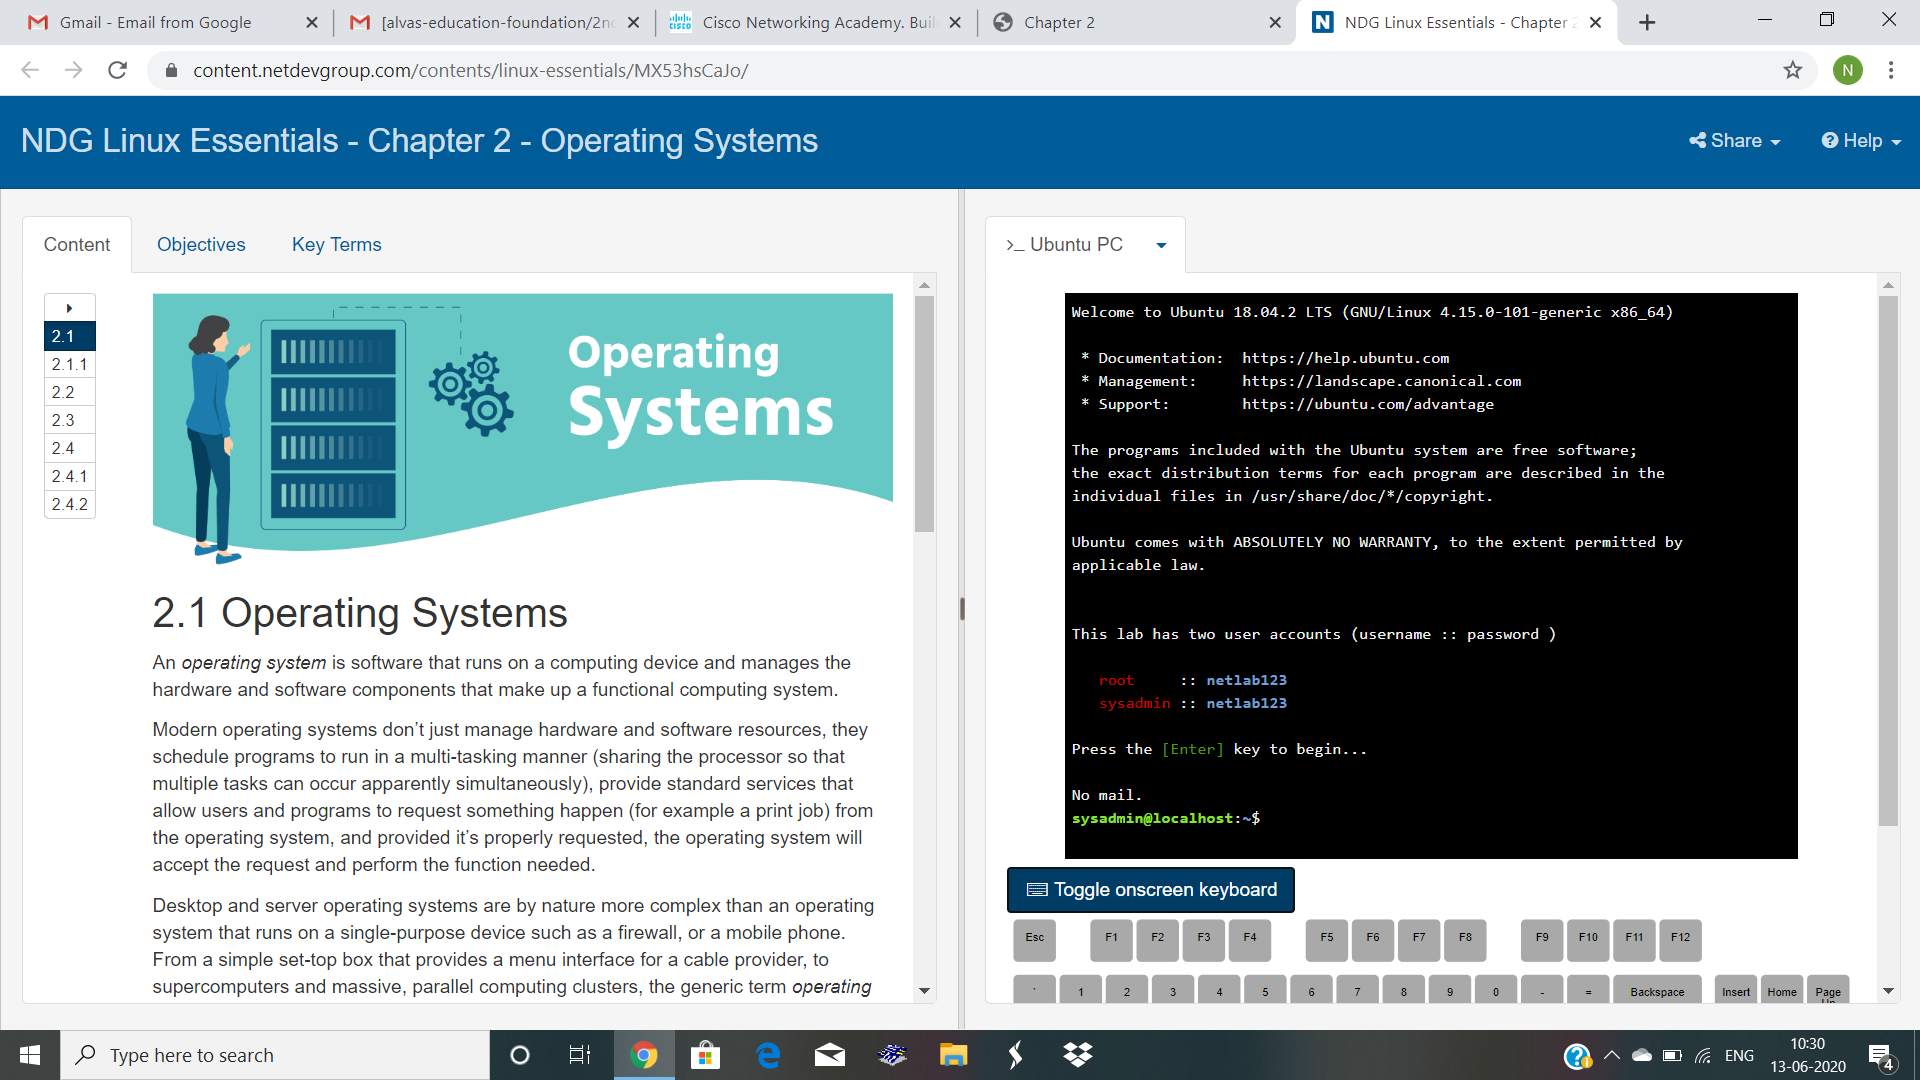 Gmail - Email from Google
[alvas-education-foundation/2n
Cisco Networking Academy. Buil
Chapter 2
NDG Linux Essentials - Chapter 2
content.netdevgroup.com/contents/linux-essentials/MX53hsCaJo/
N
NDG Linux Essentials - Chapter 2 - Operating Systems
Share
Help
Content
Objectives
Key Terms
2.1
2.1.1
2.2
2.3
2.4
2.4.1
2.4.2
Operating
Systems
2.1 Operating Systems
An operating system is software that runs on a computing device and manages the
hardware and software components that make up a functional computing system.
Modern operating systems don’t just manage hardware and software resources, they
schedule programs to run in a multi-tasking manner (sharing the processor so that
multiple tasks can occur apparently simultaneously), provide standard services that
allow users and programs to request something happen (for example a print job) from
the operating system, and provided it’s properly requested, the operating system will
accept the request and perform the function needed.
Desktop and server operating systems are by nature more complex than an operating
system that runs on a single-purpose device such as a firewall, or a mobile phone.
From a simple set-top box that provides a menu interface for a cable provider, to
supercomputers and massive, parallel computing clusters, the generic term operating
>_ Ubuntu PC
Welcome to Ubuntu 18.04.2 LTS (GNU/Linux 4.15.0-101-generic x86_64)
* Documentation: https://help.ubuntu.com
* Management: https://landscape.canonical.com
* Support: https://ubuntu.com/advantage
The programs included with the Ubuntu system are free software;
the exact distribution terms for each program are described in the
individual files in /usr/share/doc/*/copyright.
Ubuntu comes with ABSOLUTELY NO WARRANTY, to the extent permitted by
applicable law.
This lab has two user accounts (username :: password )
root :: netlab123
sysadmin :: netlab123
Press the [Enter] key to begin...
No mail.
sysadmin@localhost:~$
Toggle onscreen keyboard
Esc F1 F2 F3 F4 F5 F6 F7 F8 F9 F10 F11 F12
` 1 2 3 4 5 6 7 8 9 0 - = Backspace Insert Home Page
Type here to search
ENG
10:30
13-06-2020
4